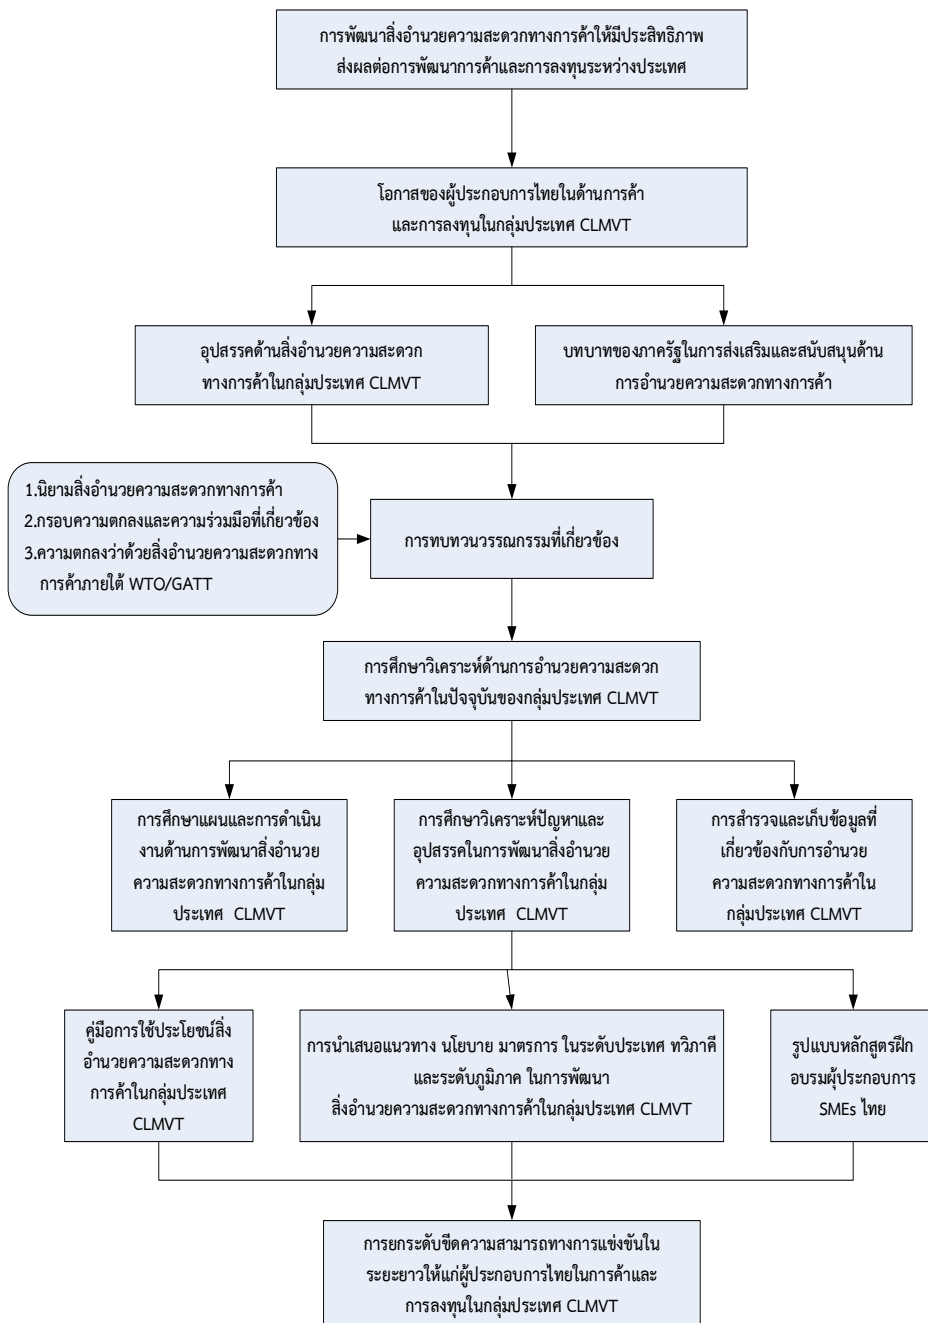 การพัฒนาสิ่งอำนวยความสะดวกทางการค้าให้มีประสิทธิภาพ
ส่งผลต่อการพัฒนาการค้าและการลงทุนระหว่างประเทศ
โอกาสของผู้ประกอบการไทยในด้านการค้า
และการลงทุนในกลุ่มประเทศ CLMVT
อุปสรรคด้านสิ่งอำนวยความสะดวก
ทางการค้าในกลุ่มประเทศ CLMVT
บทบาทของภาครัฐในการส่งเสริมและสนับสนุนด้าน
การอำนวยความสะดวกทางการค้า
1.นิยามสิ่งอำนวยความสะดวกทางการค้า
2.กรอบความตกลงและความร่วมมือที่เกี่ยวข้อง
3.ความตกลงว่าด้วยสิ่งอำนวยความสะดวกทาง
การค้าภายใต้ WTO/GATT
การทบทวนวรรณกรรมที่เกี่ยวข้อง
การศึกษาวิเคราะห์ด้านการอำนวยความสะดวก
ทางการค้าในปัจจุบันของกลุ่มประเทศ CLMVT
การศึกษาแผนและการดำเนิน
งานด้านการพัฒนาสิ่งอำนวย
ความสะดวกทางการค้าในกลุ่ม
ประเทศ CLMVT
การศึกษาวิเคราะห์ปัญหาและ
อุปสรรคในการพัฒนาสิ่งอำนวย
ความสะดวกทางการค้าในกลุ่ม
ประเทศ CLMVT
การสำรวจและเก็บข้อมูลที่
เกี่ยวข้องกับการอำนวย
ความสะดวกทางการค้าใน
กลุ่มประเทศ CLMVT
คู่มือการใช้ประโยชน์สิ่ง
อำนวยความสะดวกทาง
การค้าในกลุ่มประเทศ
CLMVT
การนำเสนอแนวทาง นโยบาย มาตรการ ในระดับประเทศ ทวิภาคี
และระดับภูมิภาค ในการพัฒนา
สิ่งอำนวยความสะดวกทางการค้าในกลุ่มประเทศ CLMVT
รูปแบบหลักสูตรฝึก
อบรมผู้ประกอบการ
SMEs ไทย
การยกระดับขีดความสามารถทางการแข่งขันใน
ระยะยาวให้แก่ผู้ประกอบการไทยในการค้าและ
การลงทุนในกลุ่มประเทศ CLMVT